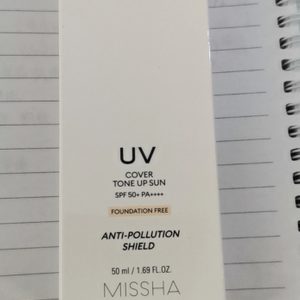 UV
COVER
TONE UP SUN
SPF 50+ PA++++
FOUNDATION FREE
ANTI-POLLUTION
SHIELD
50 ml / 1.69 FL.OZ.
MISSHA